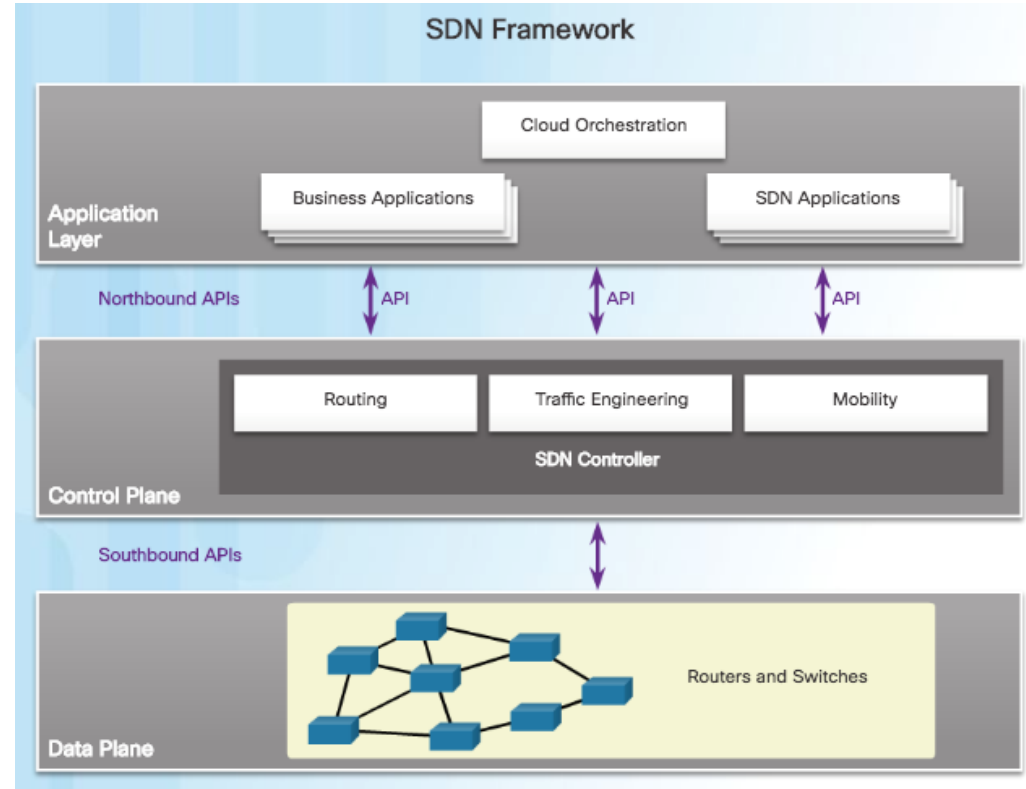 SDN Framework
Cloud Orchestration
Business Applications
SDN Applications
Application
Layer
Northbound APIs
API
API
API
Routing
Traffic Engineering
Mobility
SDN Controller
Control Plane
Southbound APIs
Routers and Switches
Data Plane